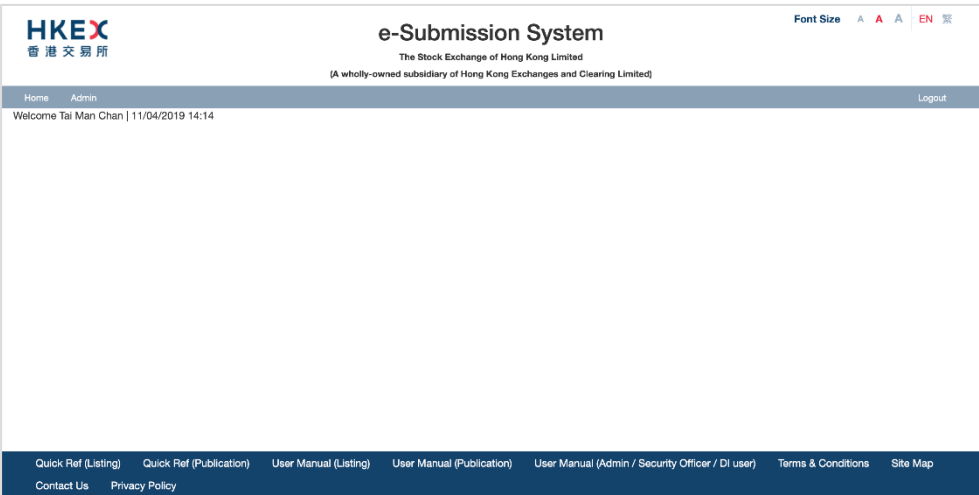 HKEX
香港交易所
e-Submission System
The Stock Exchange of Hong Kong Limited
(A wholly-owned subsidiary of Hong Kong Exchanges and Clearing Limited)
Font Size A A A EN 繁
Home Admin Logout
Welcome Tai Man Chan | 11/04/2019 14:14
Quick Ref (Listing) Quick Ref (Publication) User Manual (Listing) User Manual (Publication) User Manual (Admin / Security Officer / DI user) Terms & Conditions Site Map
Contact Us Privacy Policy